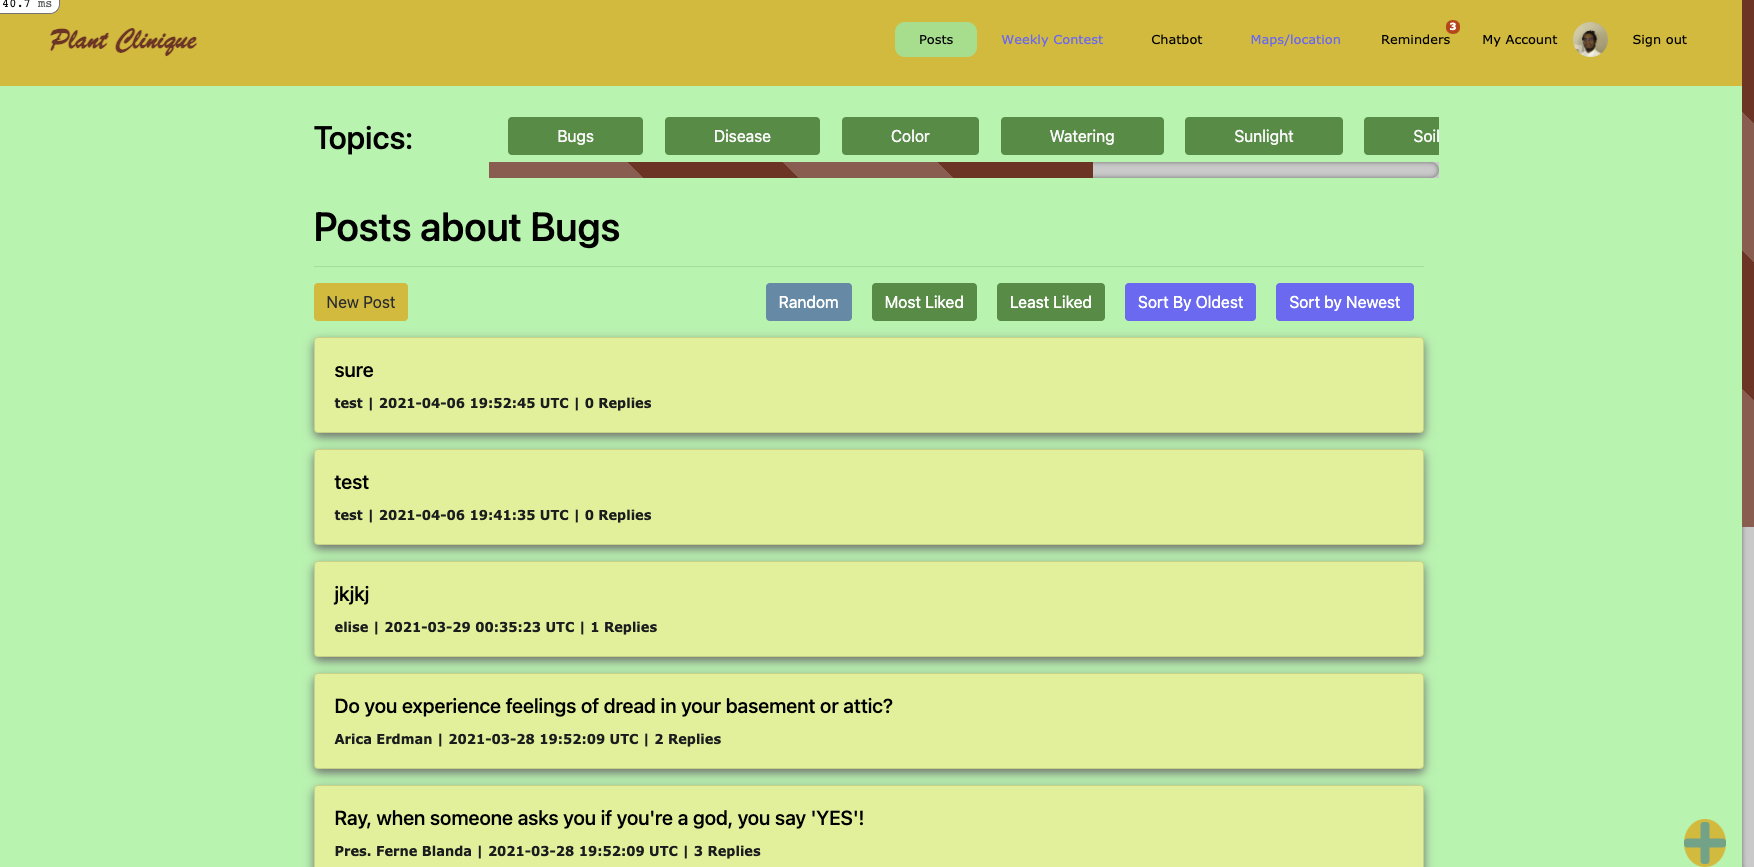 40.7 ms
Plant Clinique
Posts Weekly Contest Chatbot Maps/location Reminders 3 My Account Sign out
Topics: Bugs Disease Color Watering Sunlight Soil
Posts about Bugs
New Post Random Most Liked Least Liked Sort By Oldest Sort by Newest
sure
test | 2021-04-06 19:52:45 UTC | 0 Replies
test
test | 2021-04-06 19:41:35 UTC | 0 Replies
jkjkj
elise | 2021-03-29 00:35:23 UTC | 1 Replies
Do you experience feelings of dread in your basement or attic?
Arica Erdman | 2021-03-28 19:52:09 UTC | 2 Replies
Ray, when someone asks you if you're a god, you say 'YES'!
Pres. Ferne Blanda | 2021-03-28 19:52:09 UTC | 3 Replies